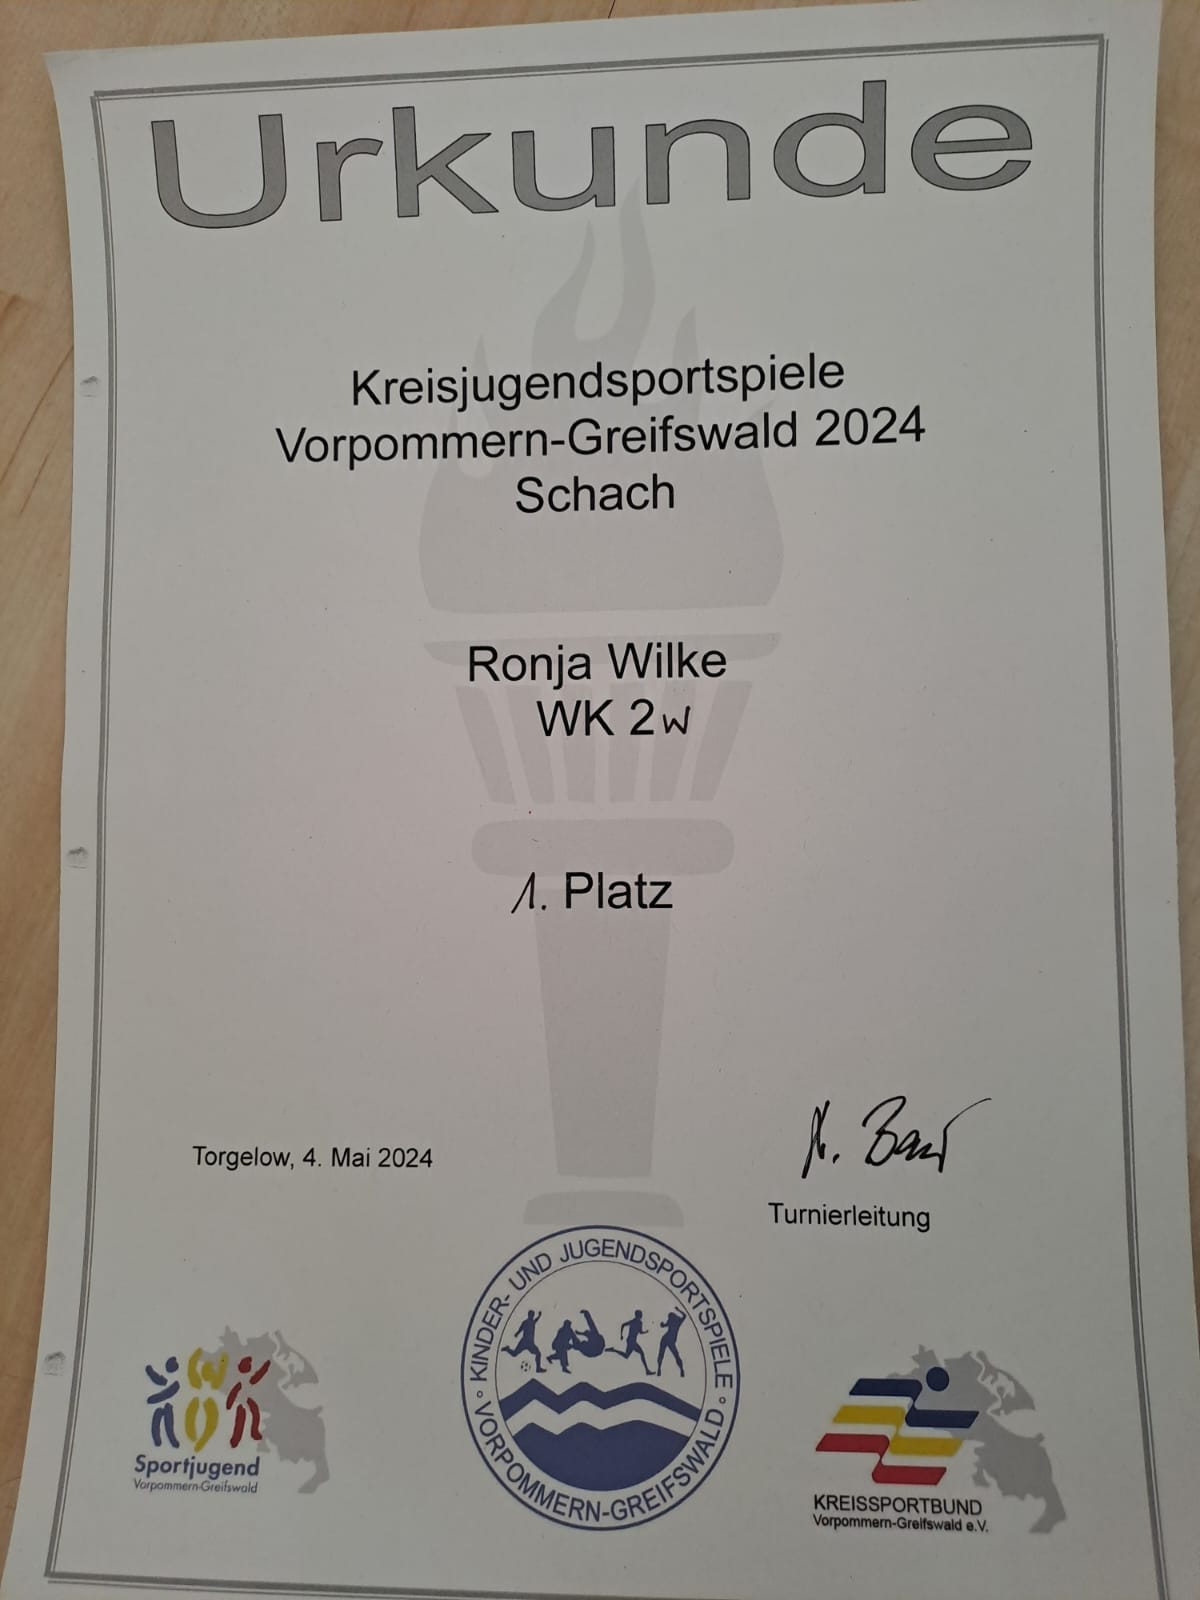 Urkunde
Kreisjugendsportspiele
Vorpommern-Greifswald 2024
Schach
Ronja Wilke
WK 2w
1. Platz
Torgelow, 4. Mai 2024
Turnierleitung
KINDER- UND JUGENDSPORTSPIELE
VORPOMMERN-GREIFSWALD
Sportjugend
Vorpommern-Greifswald
KREISSPORTBUND
Vorpommern-Greifswald e.V.